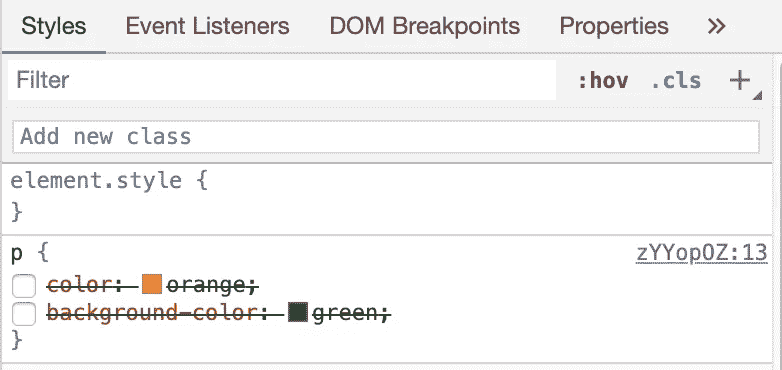 Styles Event Listeners DOM Breakpoints Properties »
Filter :hov .cls +
Add new class
element.style {
}
p { zYYopOZ:13
color: orange;
background-color: green;
}